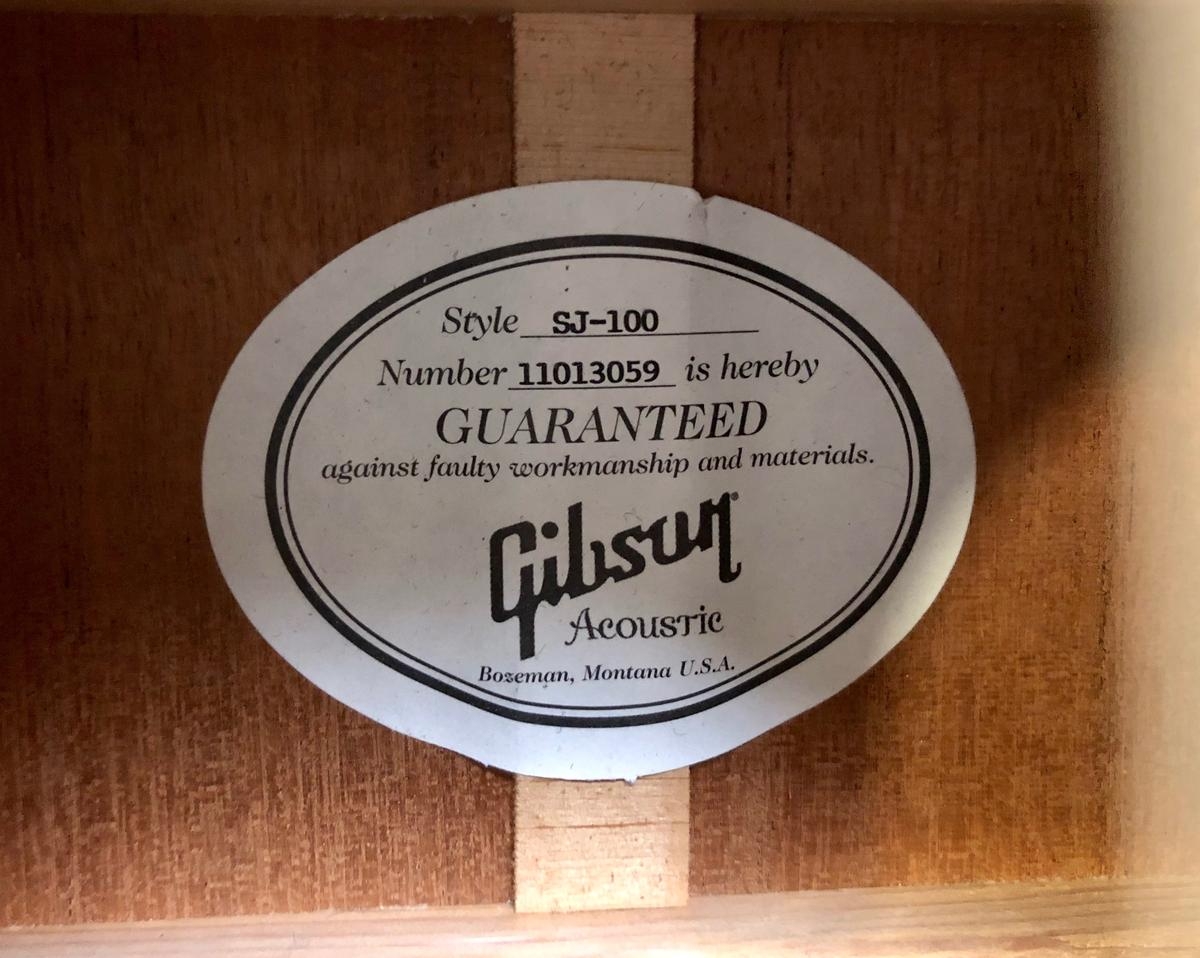 Style SJ-100
Number 11013059 is hereby
GUARANTEED
against faulty workmanship and materials.
Gibson®
Acoustic
Bozeman, Montana U.S.A.